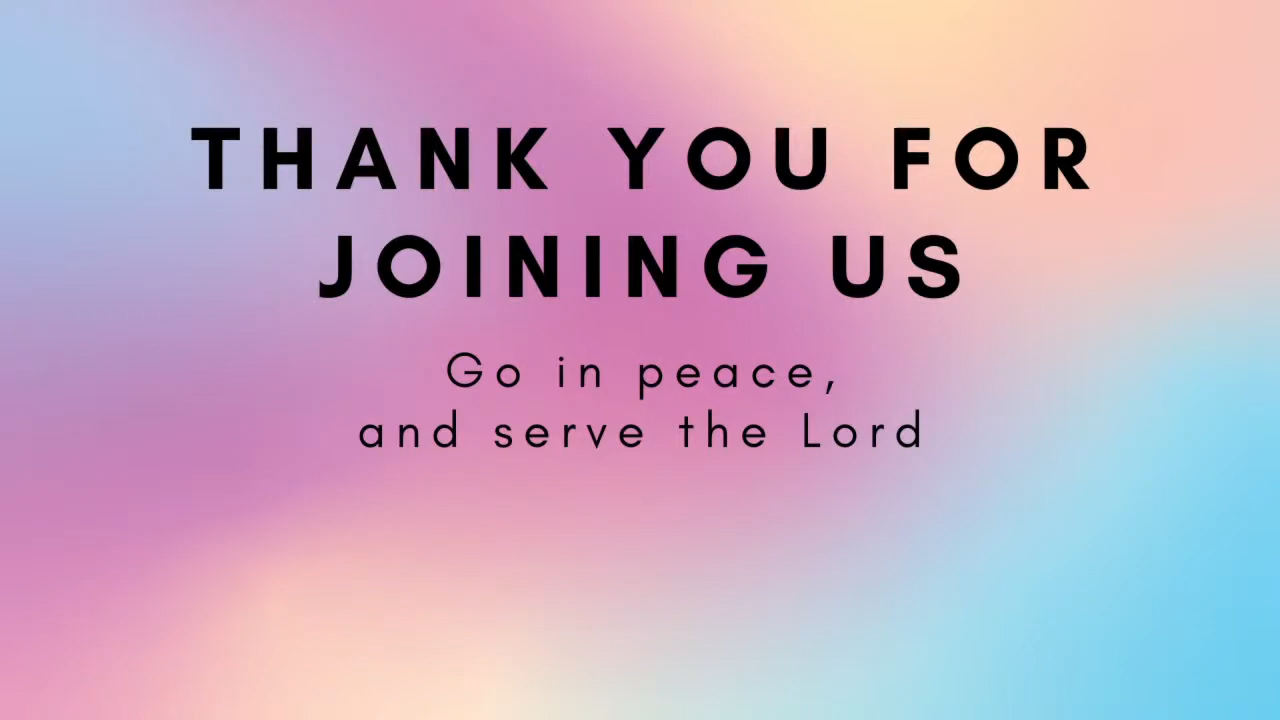 THANK YOU FOR
JOINING US
Go in peace,
and serve the Lord